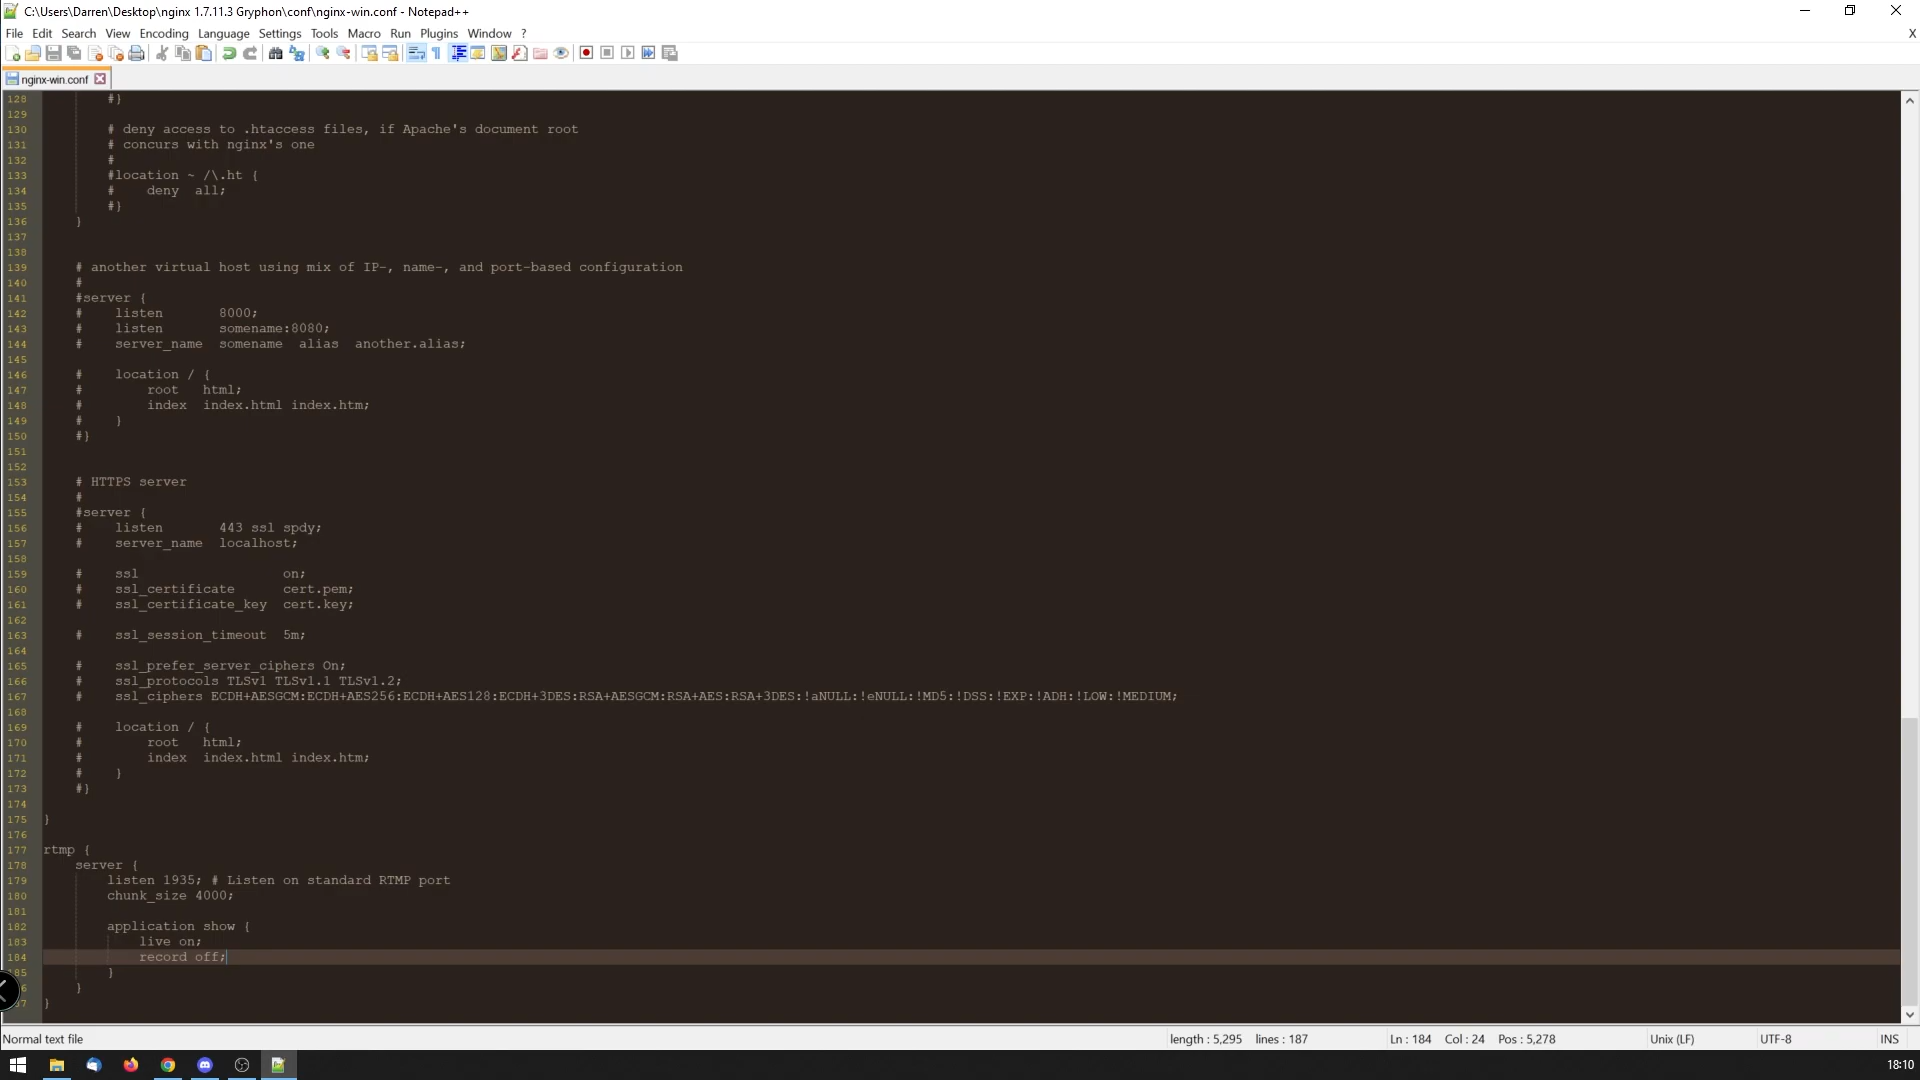 C:\Users\Darren\Desktop\nginx 1.7.11.3 Gryphon\conf\nginx-win.conf - Notepad++
File Edit Search View Encoding Language Settings Tools Macro Run Plugins Window ? X
nginx-win.conf
128 #}
129
130 # deny access to .htaccess files, if Apache's document root
131 # concurs with nginx's one
132 #
133 #location ~ /\.ht {
134 #    deny  all;
135 #}
136 }
137
138
139 # another virtual host using mix of IP-, name-, and port-based configuration
140 #
141 #server {
142 #    listen       8000;
143 #    listen       somename:8080;
144 #    server_name  somename  alias  another.alias;
145
146 #    location / {
147 #        root   html;
148 #        index  index.html index.htm;
149 #    }
150 #}
151
152
153 # HTTPS server
154 #
155 #server {
156 #    listen       443 ssl spdy;
157 #    server_name  localhost;
158
159 #    ssl                  on;
160 #    ssl_certificate      cert.pem;
161 #    ssl_certificate_key  cert.key;
162
163 #    ssl_session_timeout  5m;
164
165 #    ssl_prefer_server_ciphers On;
166 #    ssl_protocols TLSv1 TLSv1.1 TLSv1.2;
167 #    ssl_ciphers ECDH+AESGCM:ECDH+AES256:ECDH+AES128:ECDH+3DES:RSA+AESGCM:RSA+AES:RSA+3DES:!aNULL:!eNULL:!MD5:!DSS:!EXP:!ADH:!LOW:!MEDIUM;
168
169 #    location / {
170 #        root   html;
171 #        index  index.html index.htm;
172 #    }
173 #}
174
175 }
176
177 rtmp {
178 server {
179 listen 1935; # Listen on standard RTMP port
180 chunk_size 4000;
181
182 application show {
183 live on;
184 record off;
85 }
6 }
7 }
Normal text file length : 5,295 lines : 187 Ln : 184 Col : 24 Pos : 5,278 Unix (LF) UTF-8 INS
18:10